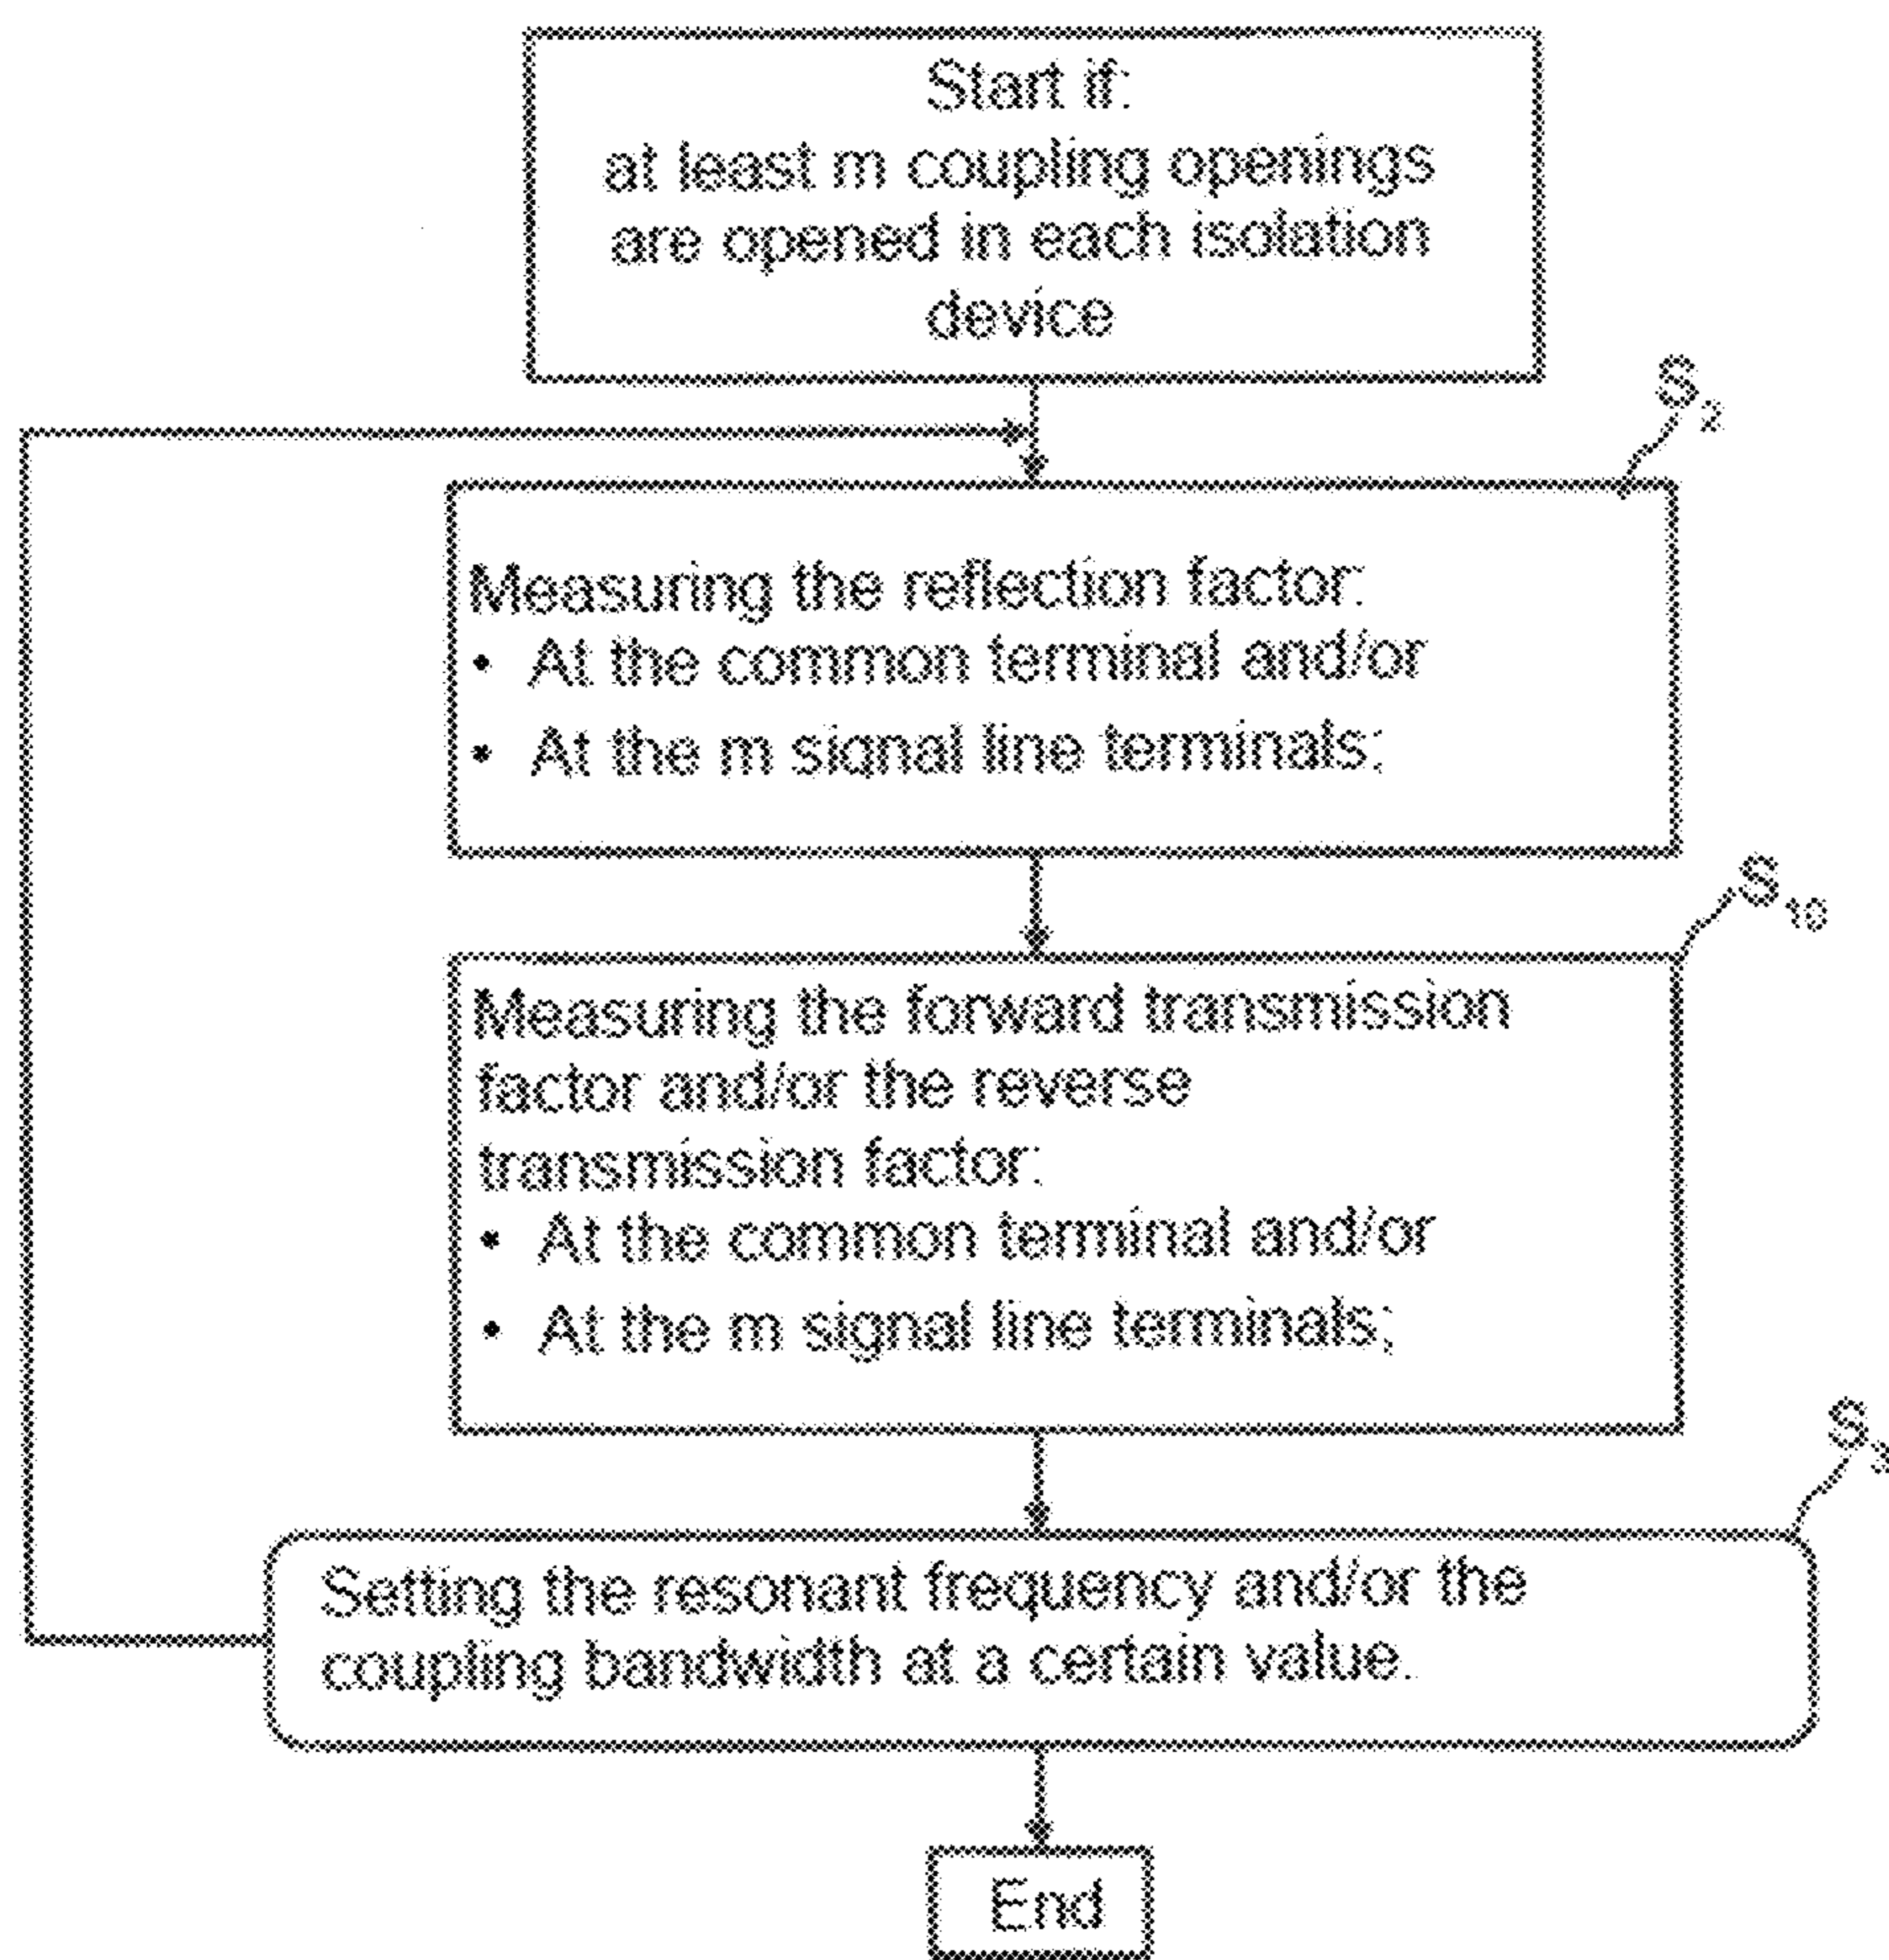 Start if:
at least m coupling openings
are opened in each isolation
device
S2
Measuring the reflection factor:
• At the common terminal and/or
• At the m signal line terminals;
S10
Measuring the forward transmission
factor and/or the reverse
transmission factor:
• At the common terminal and/or
• At the m signal line terminals;
S3
Setting the resonant frequency and/or the
coupling bandwidth at a certain value.
End